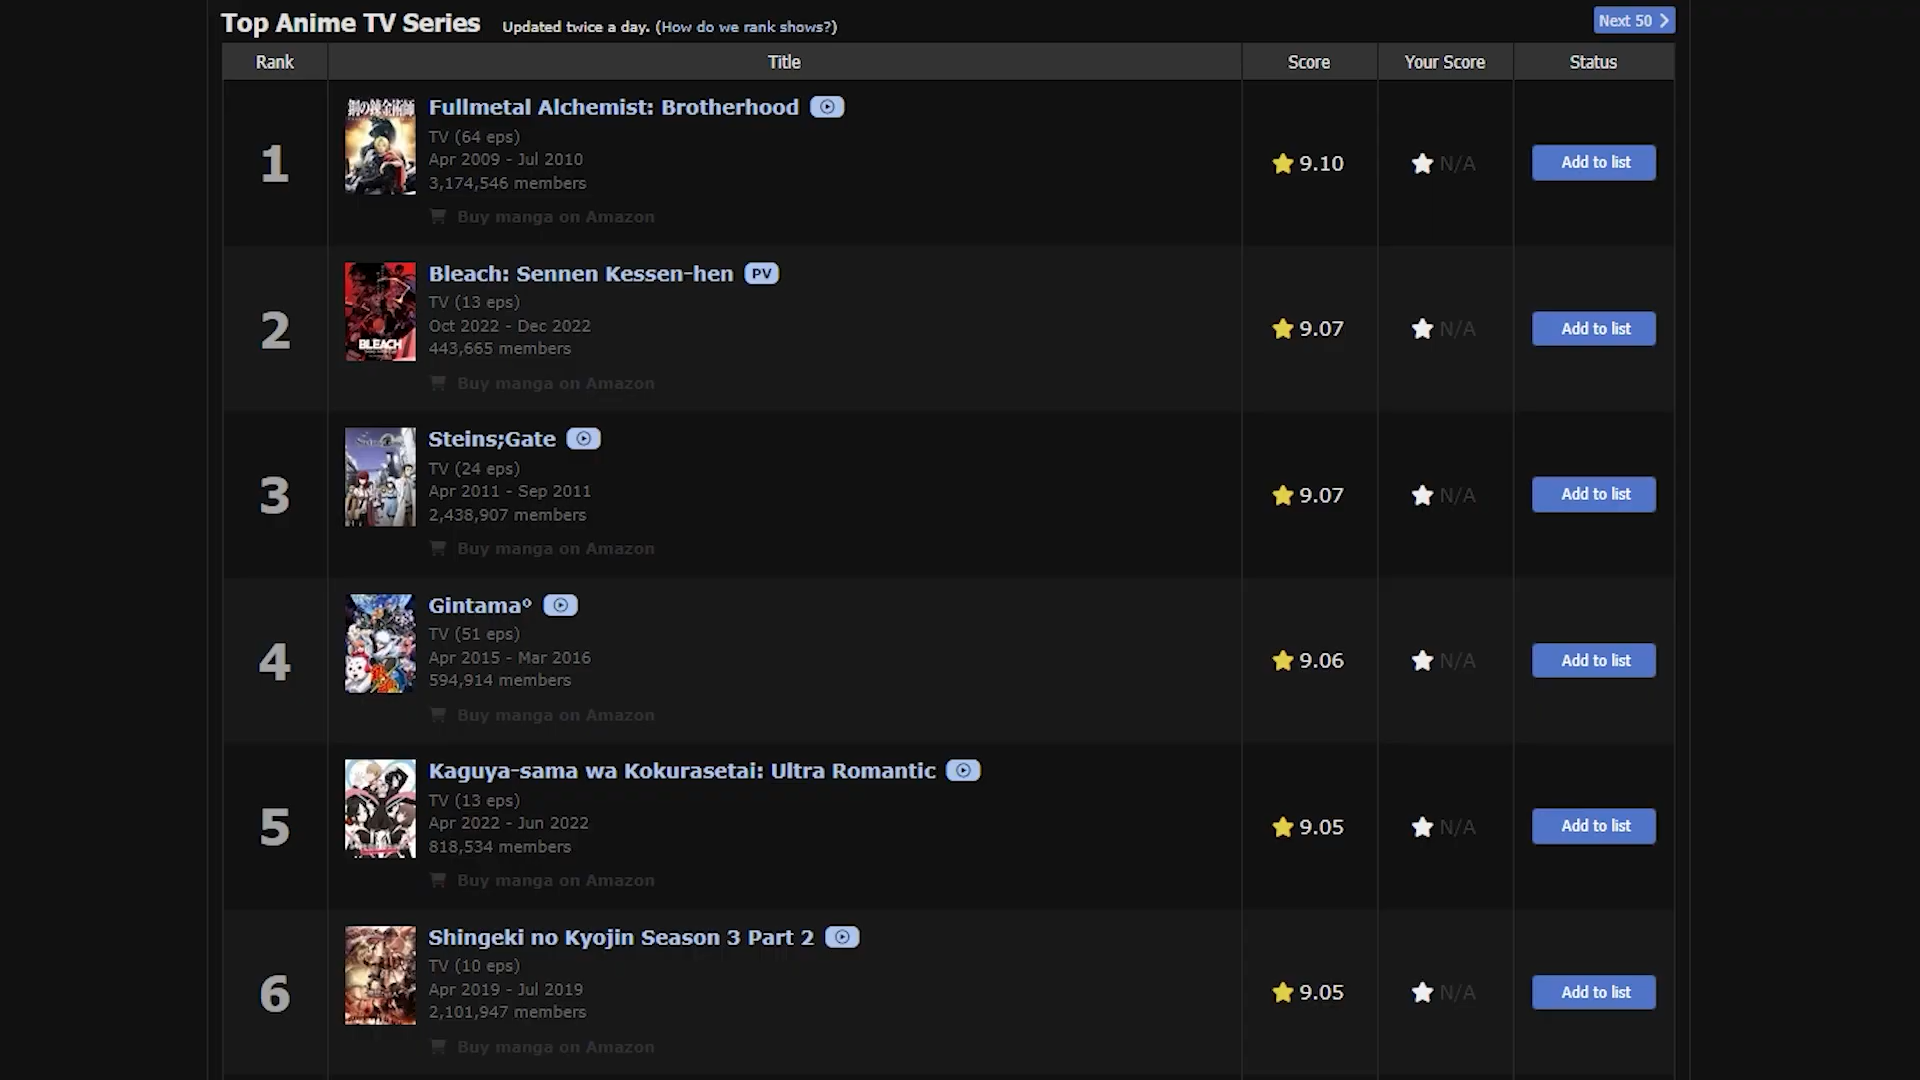 Top Anime TV Series Updated twice a day. (How do we rank shows?) Next 50
Rank Title Score Your Score Status
1
鋼の錬金術師
Fullmetal Alchemist: Brotherhood
TV (64 eps)
Apr 2009 - Jul 2010
3,174,546 members
Buy manga on Amazon
9.10 N/A Add to list
2
BLEACH
Bleach: Sennen Kessen-hen PV
TV (13 eps)
Oct 2022 - Dec 2022
443,665 members
Buy manga on Amazon
9.07 N/A Add to list
3
Steins;Gate
TV (24 eps)
Apr 2011 - Sep 2011
2,438,907 members
Buy manga on Amazon
9.07 N/A Add to list
4
Gintama°
TV (51 eps)
Apr 2015 - Mar 2016
594,914 members
Buy manga on Amazon
9.06 N/A Add to list
5
Kaguya-sama wa Kokurasetai: Ultra Romantic
TV (13 eps)
Apr 2022 - Jun 2022
818,534 members
Buy manga on Amazon
9.05 N/A Add to list
6
Shingeki no Kyojin Season 3 Part 2
TV (10 eps)
Apr 2019 - Jul 2019
2,101,947 members
Buy manga on Amazon
9.05 N/A Add to list